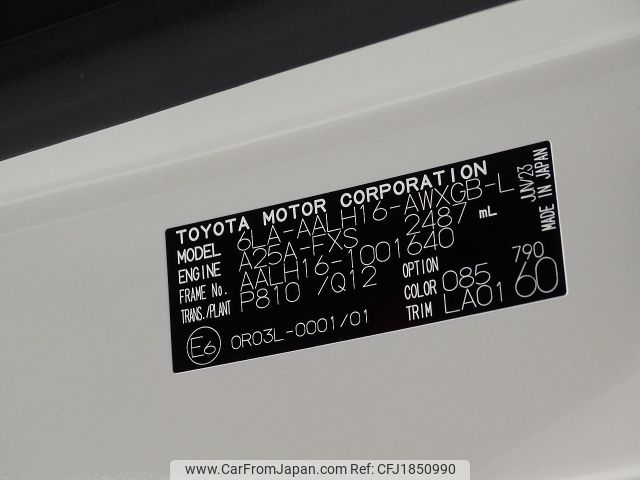 TOYOTA MOTOR CORPORATION JUN/23
MODEL 6LA-AALH16-AWXGB-L MADE IN JAPAN
ENGINE A25A-FXS 2487 mL
FRAME No. AALH16-1001640
TRANS./PLANT P810 /Q12 OPTION 790
COLOR 085 60
TRIM LA01
E6 0R03L-0001/01
www.CarFromJapan.com - CFJ1850990